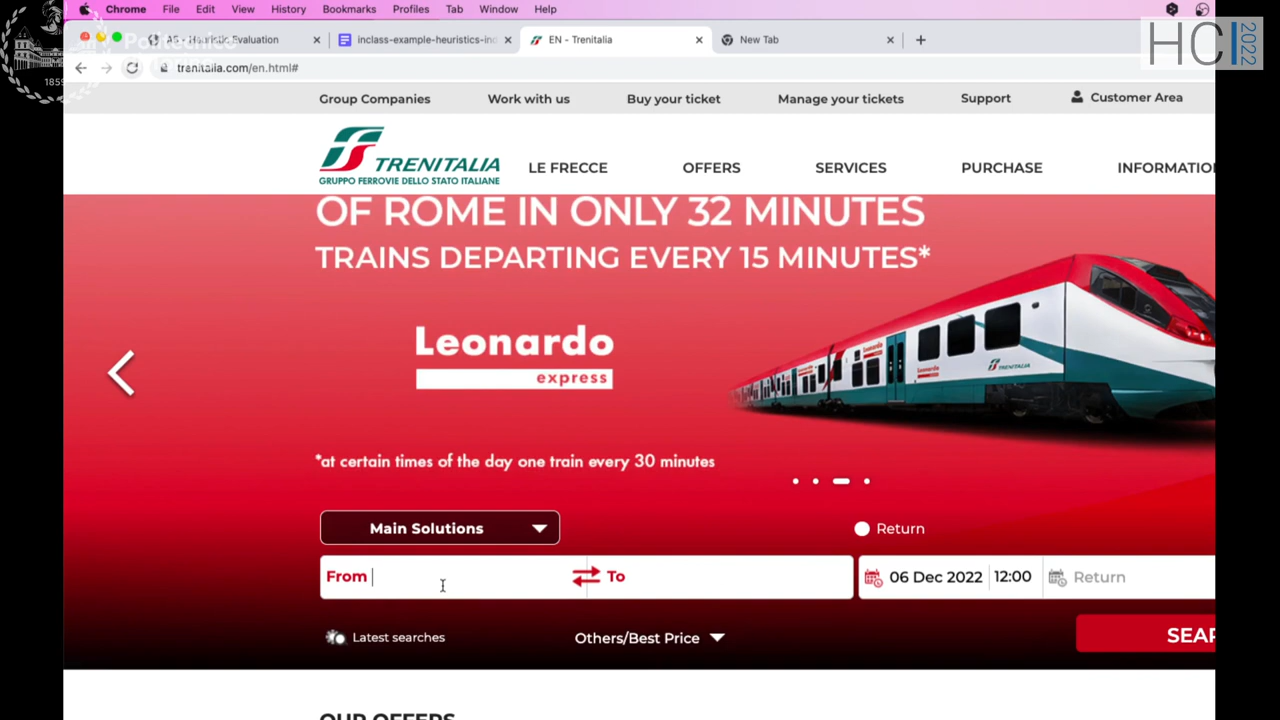 Chrome File Edit View History Bookmarks Profiles Tab Window Help
Heuristic Evaluation
inclass-example-heuristics-in
EN - Trenitalia
New Tab
HCI 2022
Politecnico
1859
trenitalia.com/en.html#
Group Companies Work with us Buy your ticket Manage your tickets Support Customer Area
TRENITALIA
GRUPPO FERROVIE DELLO STATO ITALIANE
LE FRECCE OFFERS SERVICES PURCHASE INFORMATIO
OF ROME IN ONLY 32 MINUTES
TRAINS DEPARTING EVERY 15 MINUTES*
Leonardo
express
Leonardo
TRENITALIA
*at certain times of the day one train every 30 minutes
Main Solutions
Return
From
To
06 Dec 2022 12:00 Return
Latest searches Others/Best Price
SEAR
OUR OFFERS